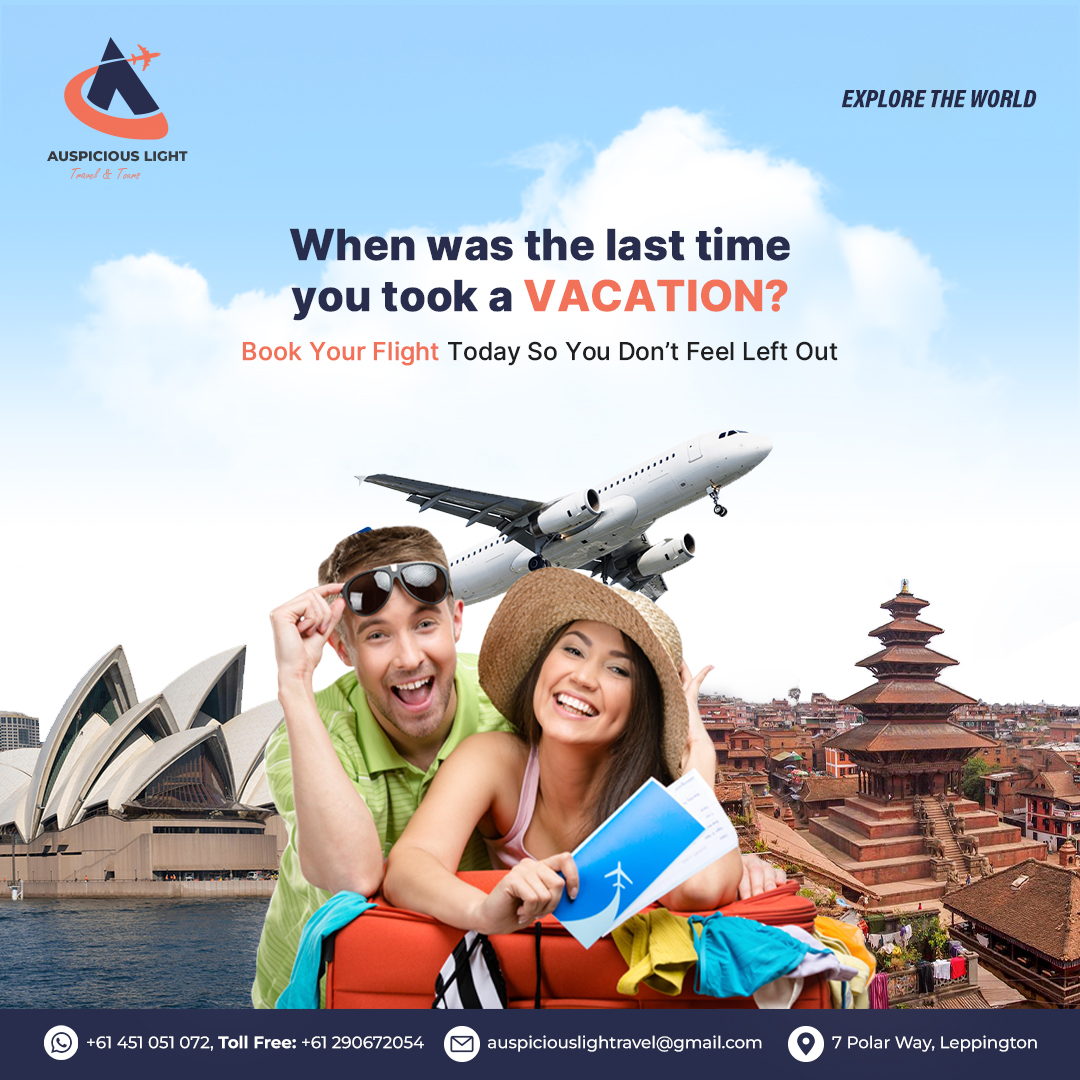 AUSPICIOUS LIGHT
Travel & Tours
EXPLORE THE WORLD
When was the last time
you took a VACATION?
Book Your Flight Today So You Don't Feel Left Out
+61 451 051 072, Toll Free: +61 290672054
auspiciouslightravel@gmail.com
7 Polar Way, Leppington